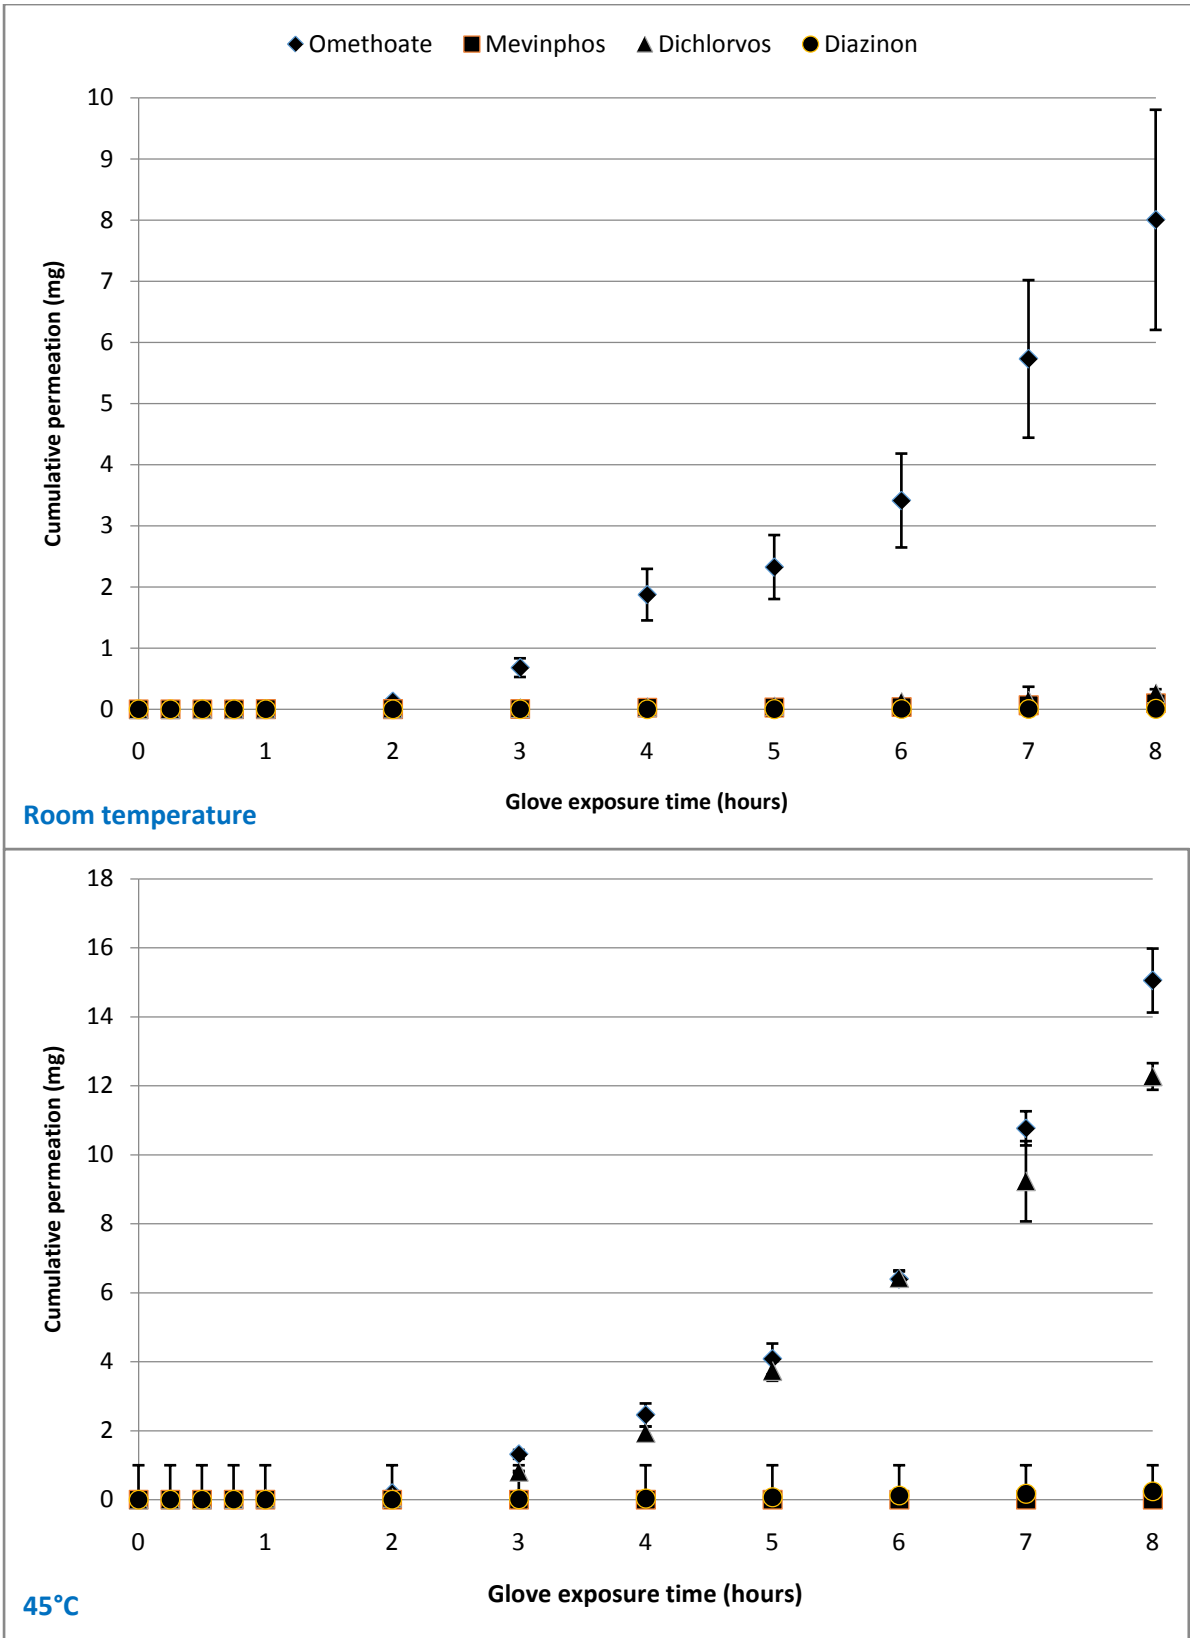 Omethoate Mevinphos Dichlorvos Diazinon
10
9
8
7
6
5
4
3
2
1
0
Cumulative permeation (mg)
0 1 2 3 4 5 6 7 8
Glove exposure time (hours)
Room temperature
18
16
14
12
10
8
6
4
2
0
Cumulative permeation (mg)
0 1 2 3 4 5 6 7 8
Glove exposure time (hours)
45°C